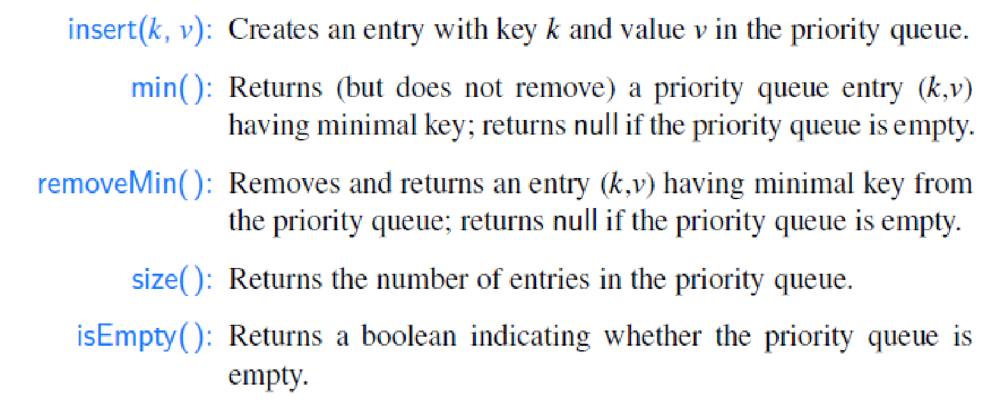 insert(k, v): Creates an entry with key k and value v in the priority queue.
min( ): Returns (but does not remove) a priority queue entry (k,v)
having minimal key; returns null if the priority queue is empty.
removeMin( ): Removes and returns an entry (k,v) having minimal key from
the priority queue; returns null if the priority queue is empty.
size( ): Returns the number of entries in the priority queue.
isEmpty( ): Returns a boolean indicating whether the priority queue is
empty.